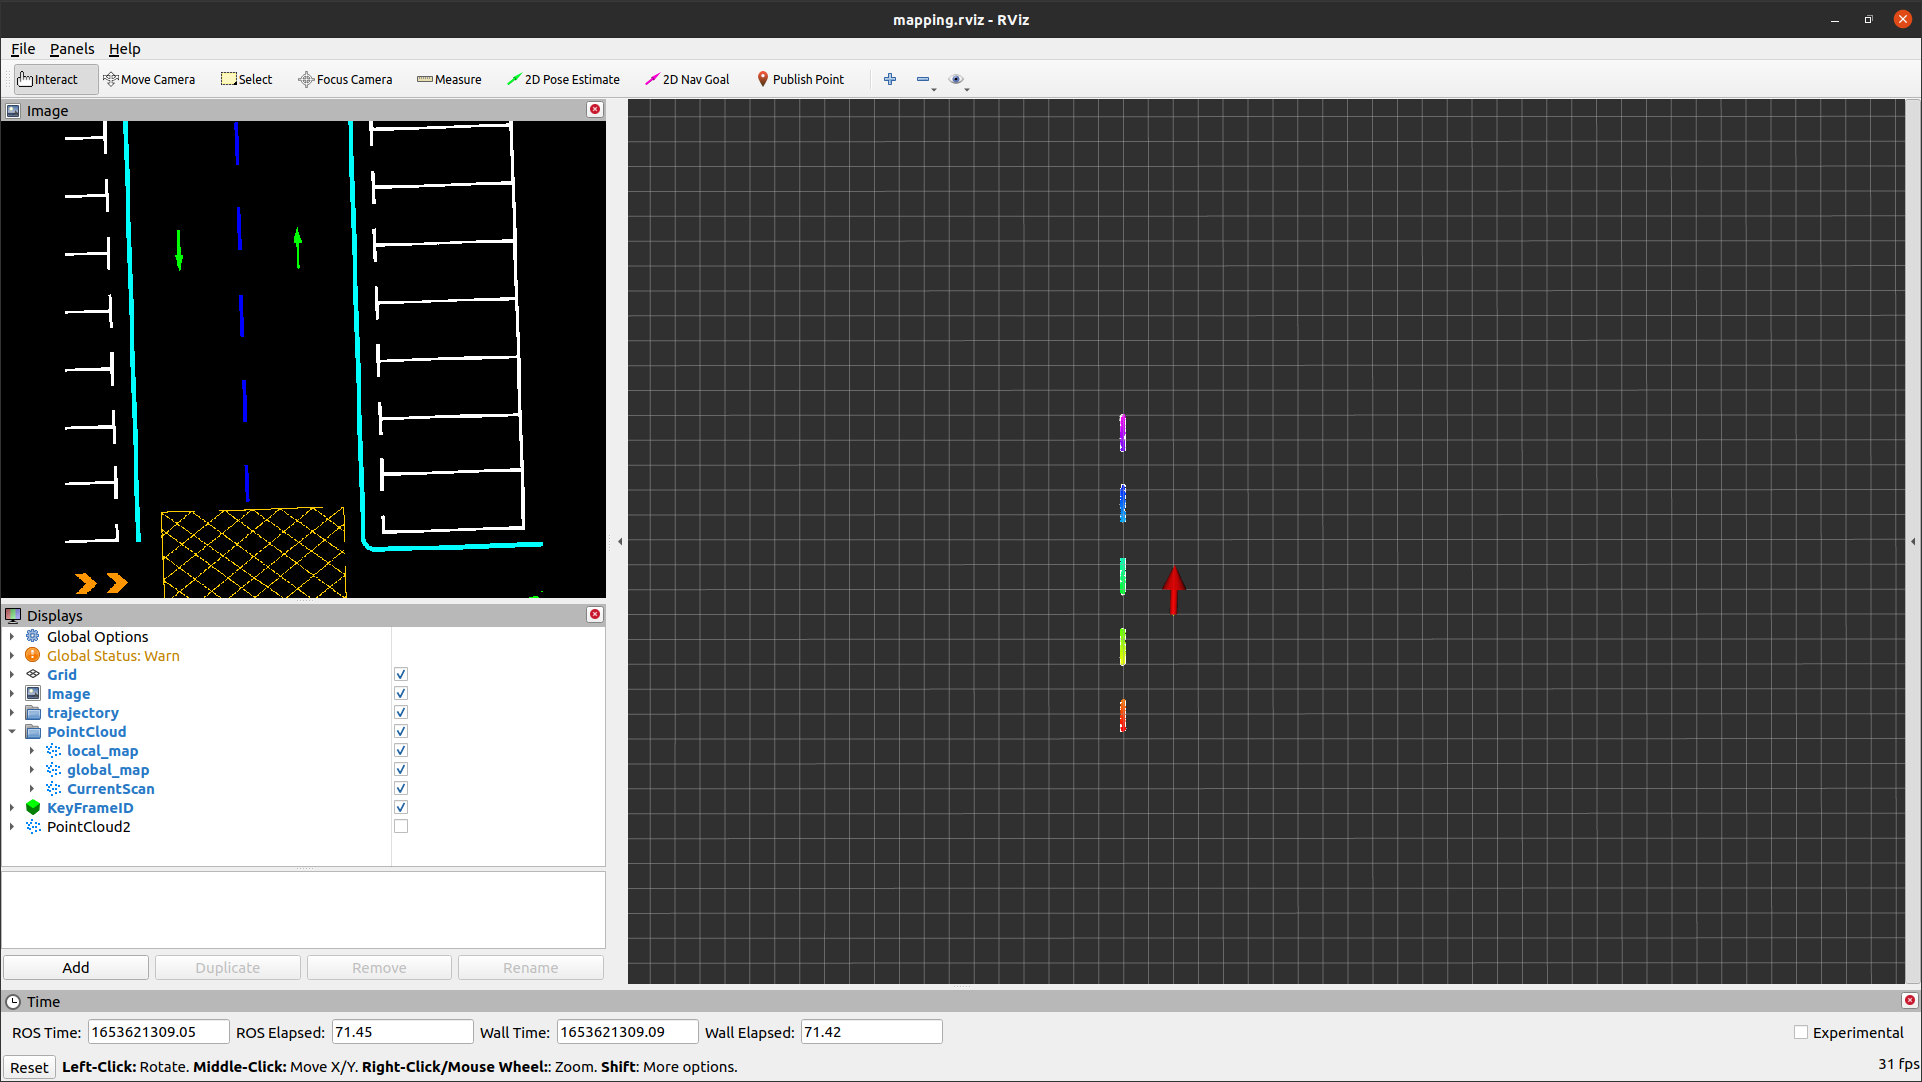 mapping.rviz - RViz
File Panels Help
Interact Move Camera Select Focus Camera Measure 2D Pose Estimate 2D Nav Goal Publish Point
Image
Displays
Global Options
Global Status: Warn
Grid
Image
trajectory
PointCloud
local_map
global_map
CurrentScan
KeyFrameID
PointCloud2
Add Duplicate Remove Rename
Time
ROS Time: 1653621309.05 ROS Elapsed: 71.45 Wall Time: 1653621309.09 Wall Elapsed: 71.42 Experimental
Reset Left-Click: Rotate. Middle-Click: Move X/Y. Right-Click/Mouse Wheel:: Zoom. Shift: More options. 31 fps